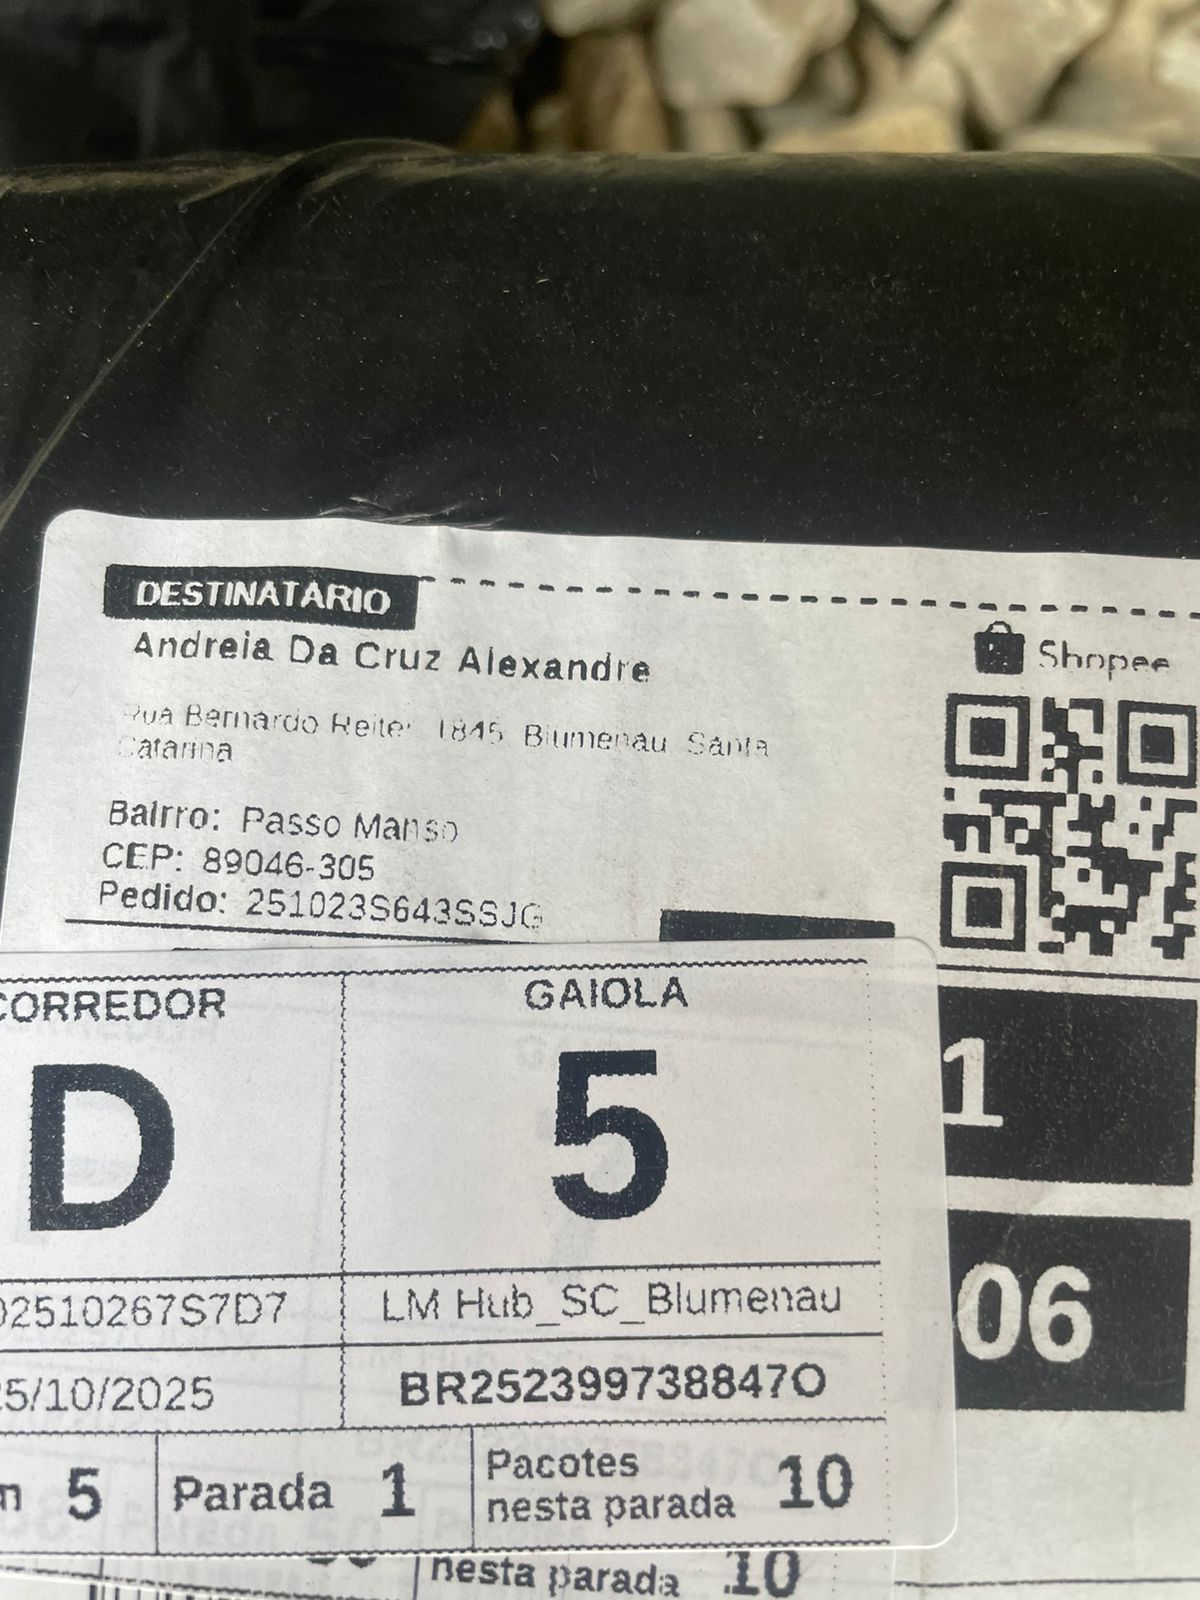 DESTINATÁRIO
Andreia Da Cruz Alexandre
Shopee
Rua Bernardo Reiter, 1845, Blumenau, Santa
Catarina
Bairro: Passo Manso
CEP: 89046-305
Pedido: 251023S643SSJG
CORREDOR GAIOLA
D 5
1
02510267S7D7 LM Hub_SC_Blumenau
06
25/10/2025 BR252399738847O
5 Parada 1 Pacotes
nesta parada 10
nesta parada 10